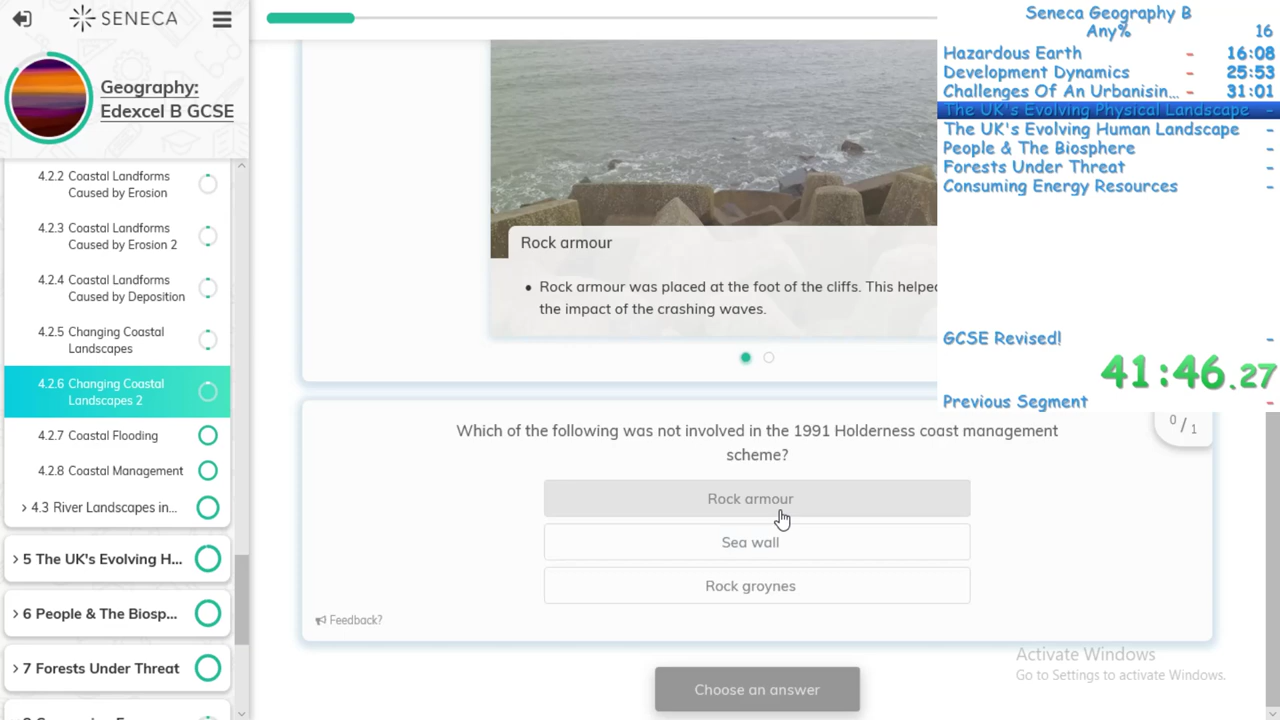 SENECA
Geography:
Edexcel B GCSE
4.2.2 Coastal Landforms
Caused by Erosion
4.2.3 Coastal Landforms
Caused by Erosion 2
4.2.4 Coastal Landforms
Caused by Deposition
4.2.5 Changing Coastal
Landscapes
4.2.6 Changing Coastal
Landscapes 2
4.2.7 Coastal Flooding
4.2.8 Coastal Management
4.3 River Landscapes in...
5 The UK's Evolving H...
6 People & The Biosp...
7 Forests Under Threat
Rock armour
• Rock armour was placed at the foot of the cliffs. This helped
the impact of the crashing waves.
Which of the following was not involved in the 1991 Holderness coast management
scheme?
0/1
Rock armour
Sea wall
Rock groynes
Feedback?
Choose an answer
Activate Windows
Go to Settings to activate Windows.
Seneca Geography B
Any% 16
Hazardous Earth - 16:08
Development Dynamics - 25:53
Challenges Of An Urbanisin... - 31:01
The UK's Evolving Physical Landscape -
The UK's Evolving Human Landscape -
People & The Biosphere -
Forests Under Threat -
Consuming Energy Resources -
GCSE Revised! -
41:46.27
Previous Segment -